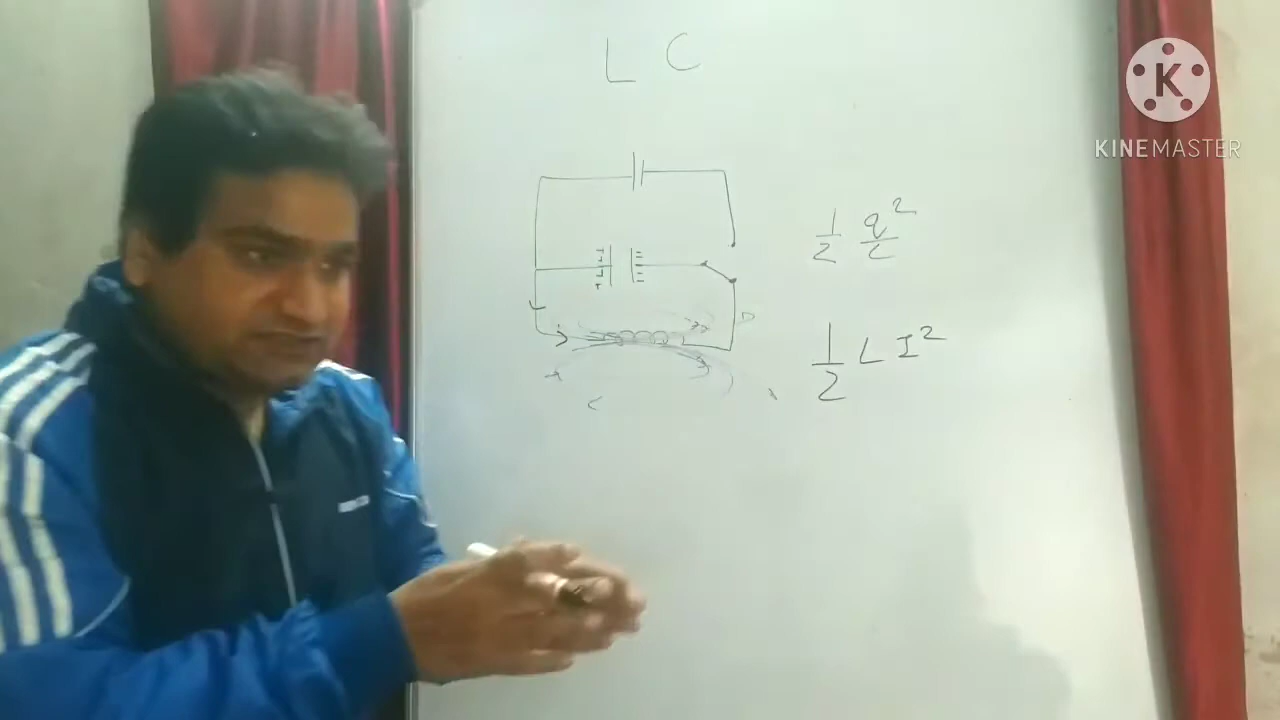 L C
K
KINEMASTER
1/2 q²/C
1/2 L I²